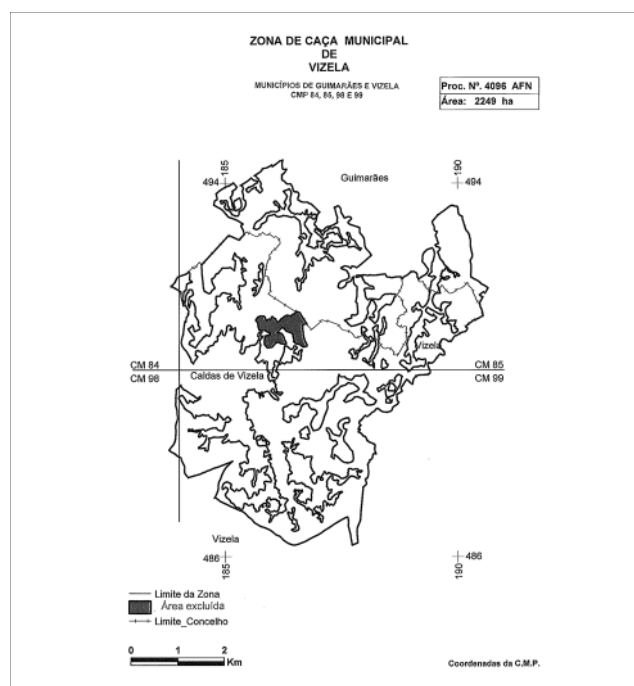 ZONA DE CAÇA MUNICIPAL
DE
VIZELA
MUNICÍPIOS DE GUIMARÃES E VIZELA
CMP 84, 85, 98 E 99
Proc. Nº. 4096 AFN
Área: 2249 ha
185
190
494
Guimarães
494
Vizela
CM 84
CM 85
CM 98
Caldas de Vizela
CM 99
Vizela
486
486
185
190
Limite da Zona
Área excluída
Limite_Concelho
0 1 2
Km
Coordenadas da C.M.P.